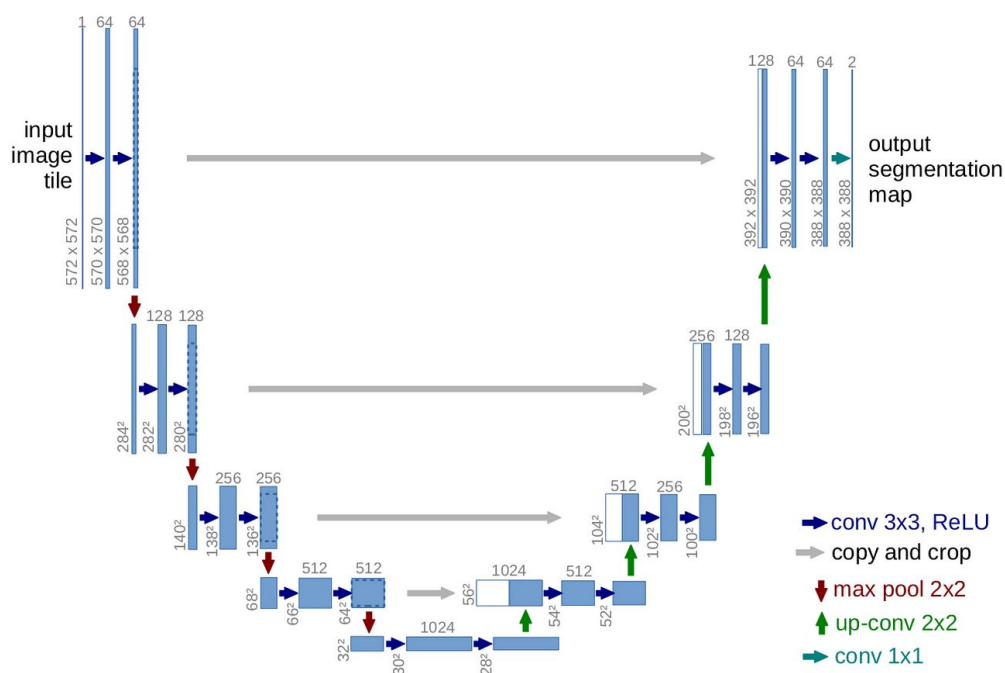 1 64 64
input
image
tile
572 x 572
570 x 570
568 x 568
128 64 64 2
392 x 392
390 x 390
388 x 388
388 x 388
output
segmentation
map
128 128
284²
282²
280²
256 128
200²
198²
196²
256 256
140²
138²
136²
512 256
104²
102²
100²
512 512
68²
66²
64²
1024 512
56²
54²
52²
1024
32²
30²
28²
conv 3x3, ReLU
copy and crop
max pool 2x2
up-conv 2x2
conv 1x1